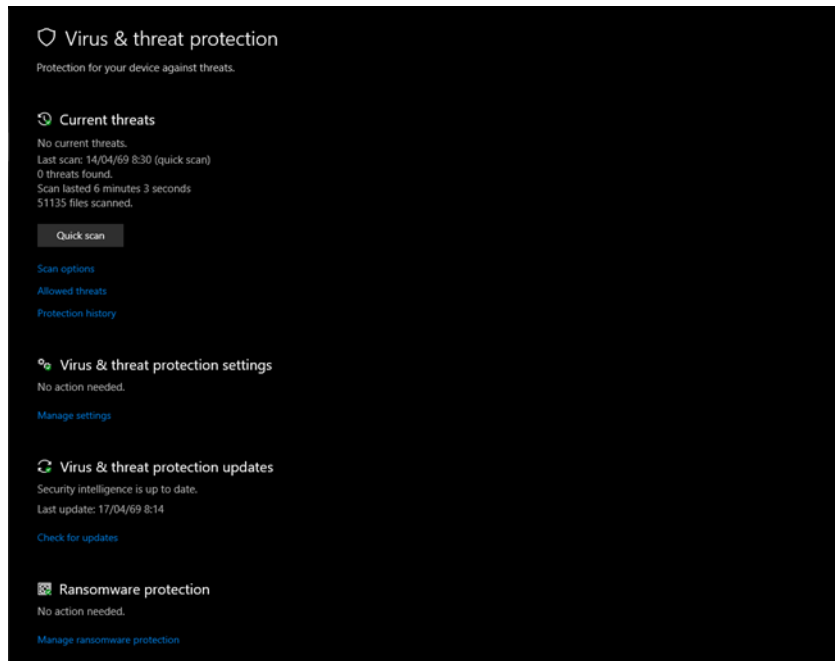 Virus & threat protection
Protection for your device against threats.
Current threats
No current threats.
Last scan: 14/04/69 8:30 (quick scan)
0 threats found.
Scan lasted 6 minutes 3 seconds
51135 files scanned.
Quick scan
Scan options
Allowed threats
Protection history
Virus & threat protection settings
No action needed.
Manage settings
Virus & threat protection updates
Security intelligence is up to date.
Last update: 17/04/69 8:14
Check for updates
Ransomware protection
No action needed.
Manage ransomware protection